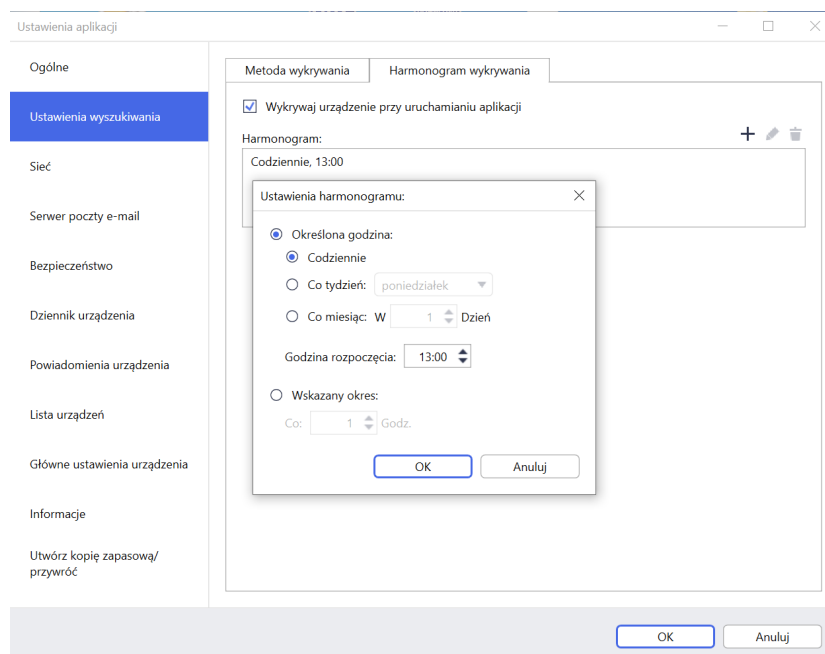 Ustawienia aplikacji
Ogólne
Ustawienia wyszukiwania
Sieć
Serwer poczty e-mail
Bezpieczeństwo
Dziennik urządzenia
Powiadomienia urządzenia
Lista urządzeń
Główne ustawienia urządzenia
Informacje
Utwórz kopię zapasową/
przywróć
Metoda wykrywania
Harmonogram wykrywania
Wykrywaj urządzenie przy uruchamianiu aplikacji
Harmonogram:
Codziennie, 13:00
Ustawienia harmonogramu:
Określona godzina:
Codziennie
Co tydzień: poniedziałek
Co miesiąc: W 1 Dzień
Godzina rozpoczęcia: 13:00
Wskazany okres:
Co: 1 Godz.
OK Anuluj
OK Anuluj